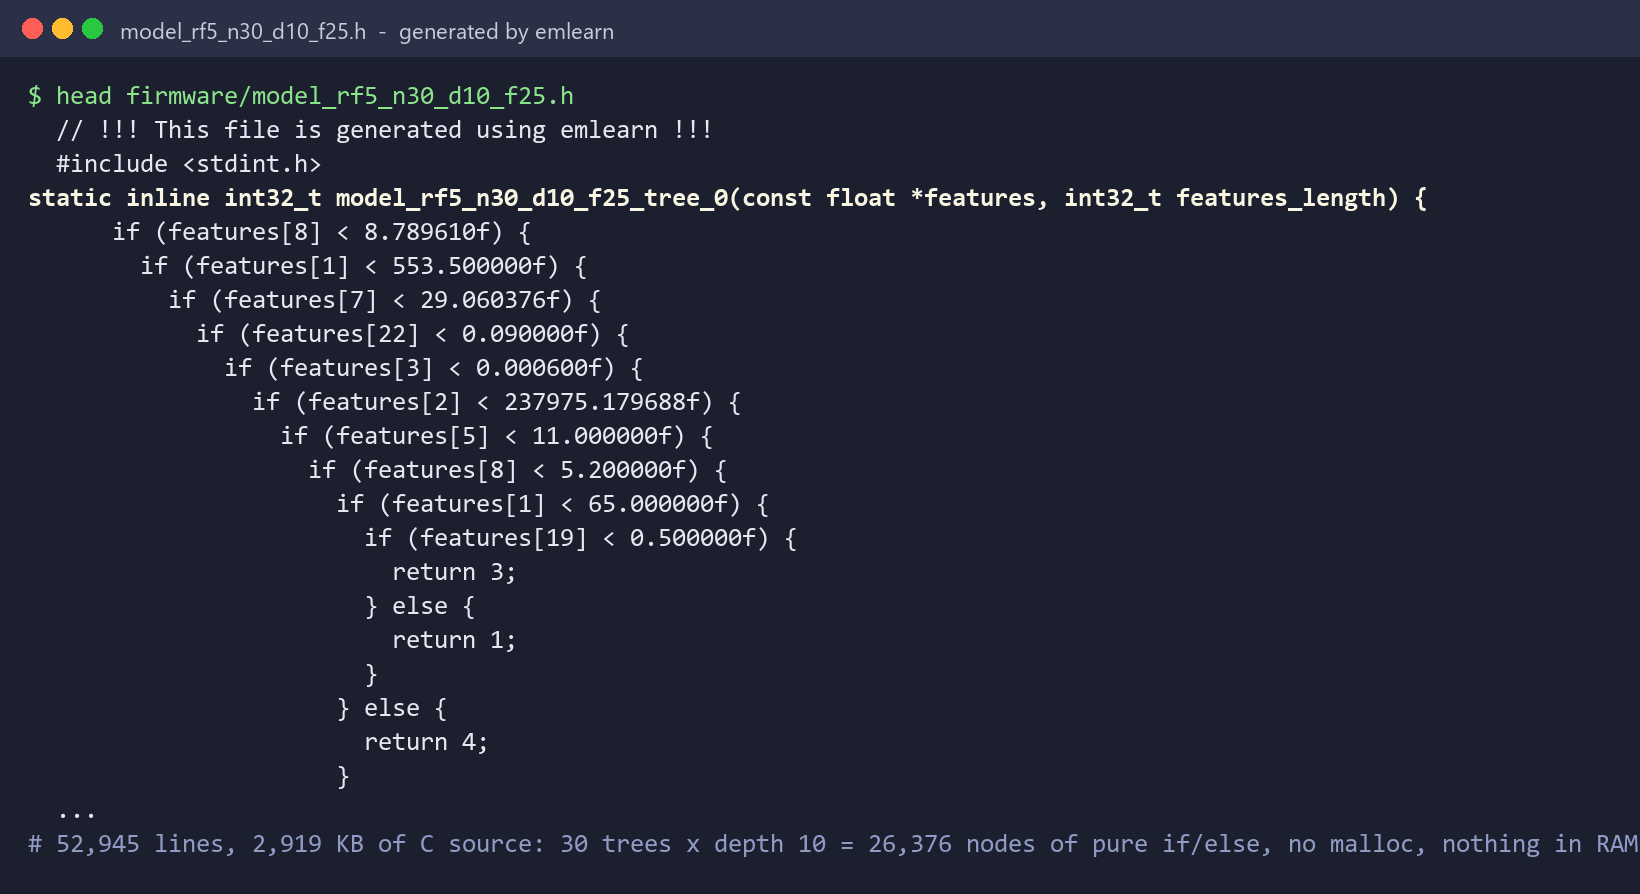 model_rf5_n30_d10_f25.h - generated by emlearn
$ head firmware/model_rf5_n30_d10_f25.h
// !!! This file is generated using emlearn !!!
#include <stdint.h>
static inline int32_t model_rf5_n30_d10_f25_tree_0(const float *features, int32_t features_length) {
if (features[8] < 8.789610f) {
if (features[1] < 553.500000f) {
if (features[7] < 29.060376f) {
if (features[22] < 0.090000f) {
if (features[3] < 0.000600f) {
if (features[2] < 237975.179688f) {
if (features[5] < 11.000000f) {
if (features[8] < 5.200000f) {
if (features[1] < 65.000000f) {
if (features[19] < 0.500000f) {
return 3;
} else {
return 1;
}
} else {
return 4;
}
...
# 52,945 lines, 2,919 KB of C source: 30 trees x depth 10 = 26,376 nodes of pure if/else, no malloc, nothing in RAM